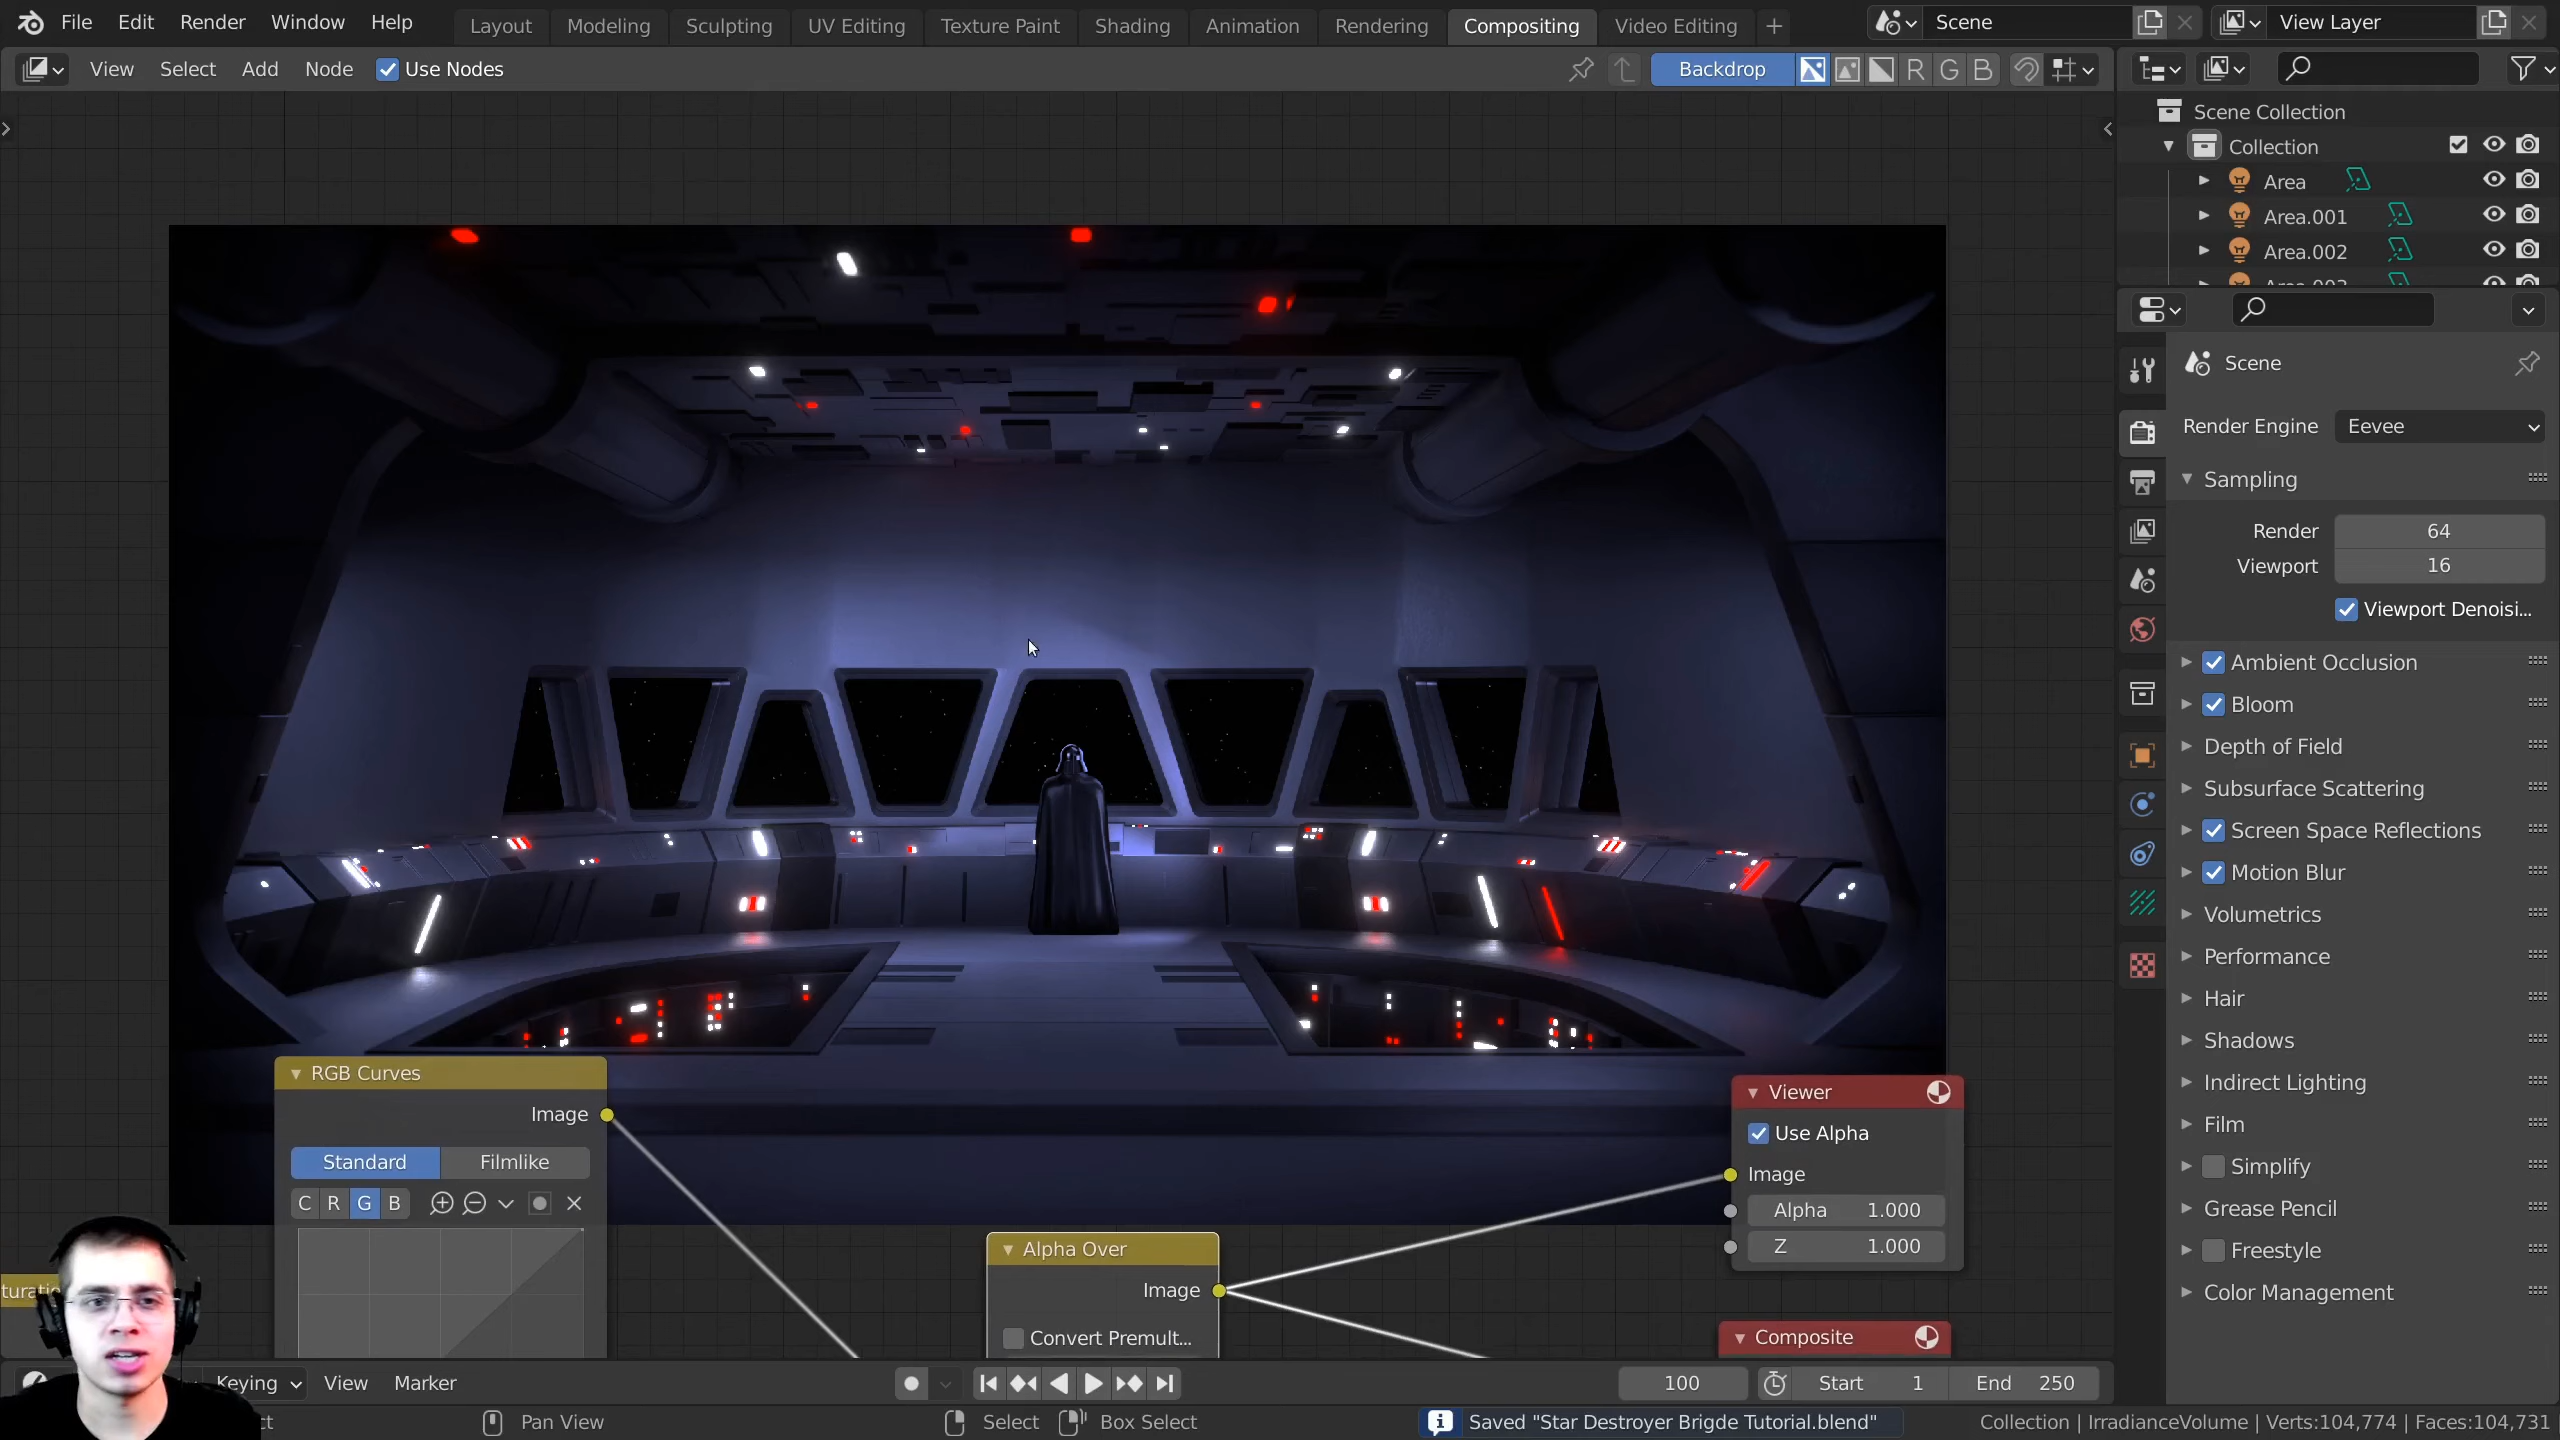 File Edit Render Window Help Layout Modeling Sculpting UV Editing Texture Paint Shading Animation Rendering Compositing Video Editing + Scene View Layer
View Select Add Node Use Nodes Backdrop R G B
Scene Collection
Collection
Area
Area.001
Area.002
Scene
Render Engine Eevee
Sampling
Render 64
Viewport 16
Viewport Denoisi...
Ambient Occlusion
Bloom
Depth of Field
Subsurface Scattering
Screen Space Reflections
Motion Blur
Volumetrics
Performance
Hair
Shadows
Indirect Lighting
Film
Simplify
Grease Pencil
Freestyle
Color Management
RGB Curves
Image
Standard Filmlike
C R G B
Viewer
Use Alpha
Image
Alpha 1.000
Z 1.000
Alpha Over
Image
Convert Premult...
Composite
turatio
Keying View Marker 100 Start 1 End 250
ct Pan View Select Box Select Saved "Star Destroyer Brigde Tutorial.blend" Collection | IrradianceVolume | Verts:104,774 | Faces:104,731